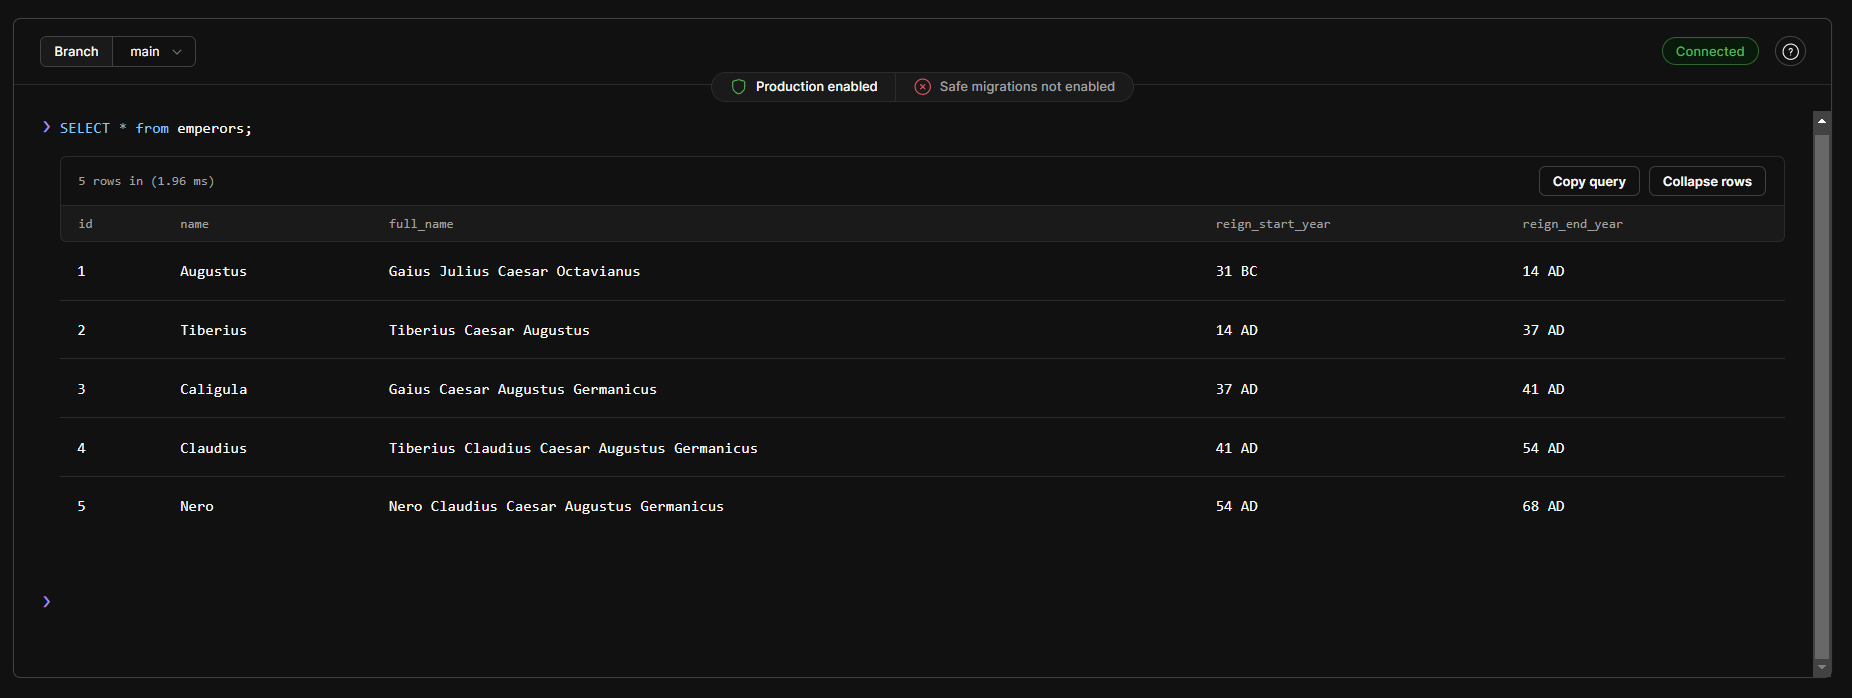 Branch main Connected
Production enabled Safe migrations not enabled
SELECT * from emperors;
5 rows in (1.96 ms) Copy query Collapse rows
id name full_name reign_start_year reign_end_year
1 Augustus Gaius Julius Caesar Octavianus 31 BC 14 AD
2 Tiberius Tiberius Caesar Augustus 14 AD 37 AD
3 Caligula Gaius Caesar Augustus Germanicus 37 AD 41 AD
4 Claudius Tiberius Claudius Caesar Augustus Germanicus 41 AD 54 AD
5 Nero Nero Claudius Caesar Augustus Germanicus 54 AD 68 AD